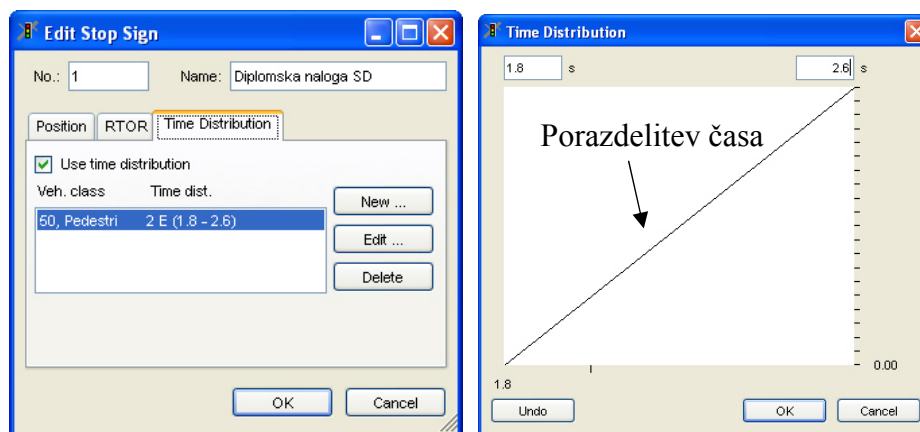 Edit Stop Sign
No.: 1 Name: Diplomska naloga SD
Position RTOR Time Distribution
Use time distribution
Veh. class Time dist.
50, Pedestri 2 E (1.8 - 2.6)
New ...
Edit ...
Delete
OK Cancel
Time Distribution
1.8 s 2.6 s
Porazdelitev časa
0.00
1.8
Undo OK Cancel